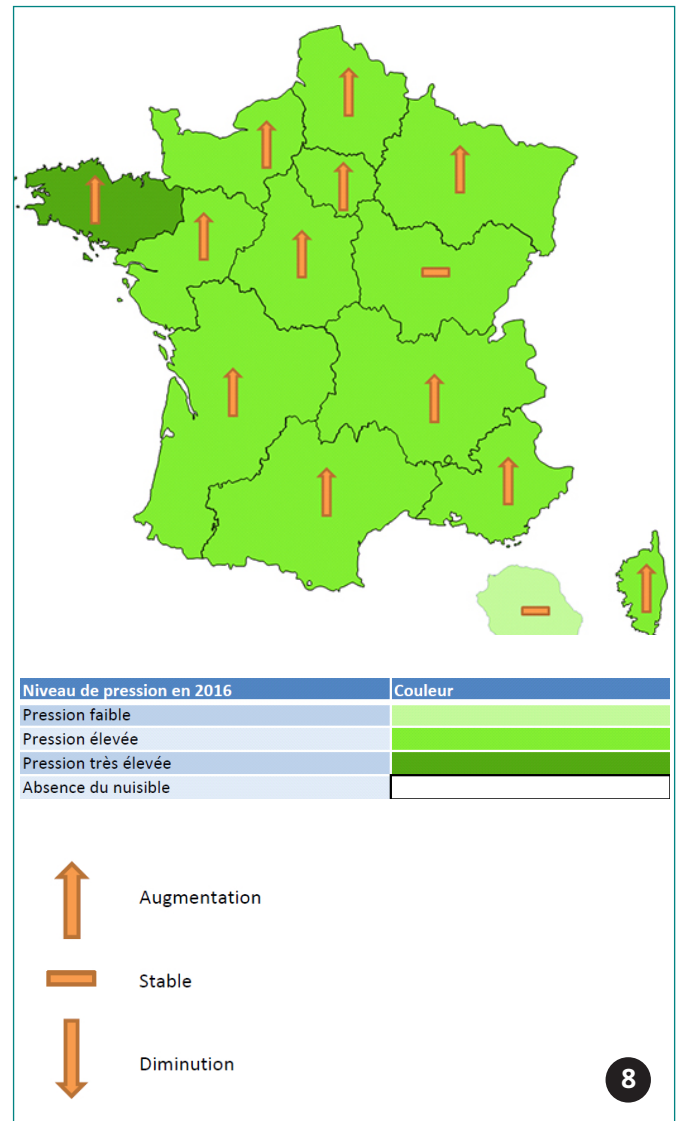 Niveau de pression en 2016 Couleur
Pression faible
Pression élevée
Pression très élevée
Absence du nuisible
Augmentation
Stable
Diminution
8